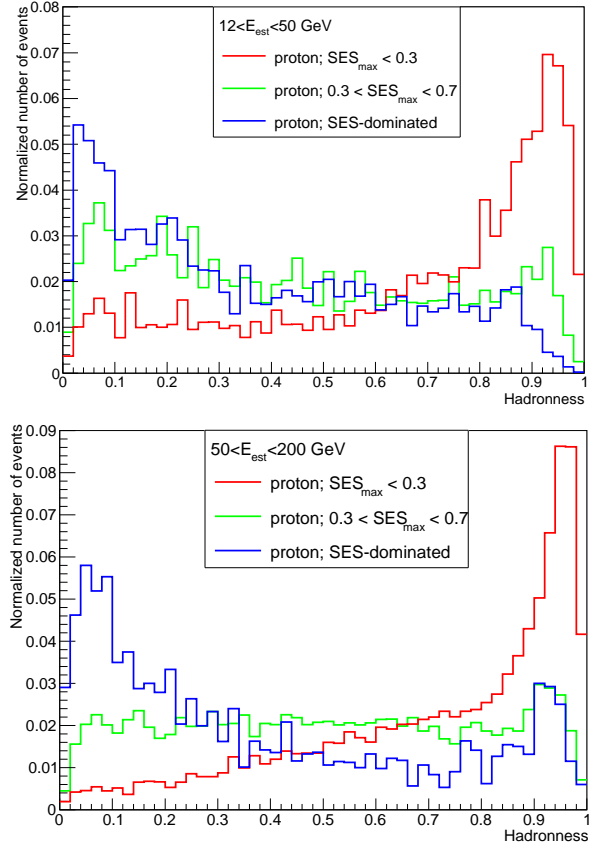 12<E_est<50 GeV
proton; SES_max < 0.3
proton; 0.3 < SES_max < 0.7
proton; SES-dominated
Normalized number of events
0.08
0.07
0.06
0.05
0.04
0.03
0.02
0.01
0
0 0.1 0.2 0.3 0.4 0.5 0.6 0.7 0.8 0.9 1
Hadronness
50<E_est<200 GeV
proton; SES_max < 0.3
proton; 0.3 < SES_max < 0.7
proton; SES-dominated
Normalized number of events
0.09
0.08
0.07
0.06
0.05
0.04
0.03
0.02
0.01
0
0 0.1 0.2 0.3 0.4 0.5 0.6 0.7 0.8 0.9 1
Hadronness